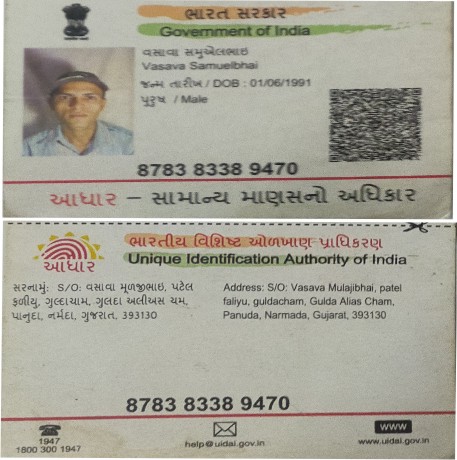 ભારત સરકાર
Government of India
વસાવા સમુએલભાઇ
Vasava Samuelbhai
જન્મ તારીખ / DOB : 01/06/1991
પુરુષ / Male
8783 8338 9470
આધાર – સામાન્ય માણસનો અધિકાર
ભારતીય વિશિષ્ટ ઓળખાણ પ્રાધિકરણ
Unique Identification Authority of India
આધાર
સરનામું: S/O: વસાવા મૂળજીભાઇ, પટેલ
ફળીયુ, ગુલ્દાચામ, ગુલદા અલીઅસ ચમ,
પાનુદા, નર્મદા, ગુજરાત, 393130
Address: S/O: Vasava Mulajibhai, patel
faliyu, guldacham, Gulda Alias Cham,
Panuda, Narmada, Gujarat, 393130
8783 8338 9470
1947
1800 300 1947
help@uidai.gov.in
www
www.uidai.gov.in